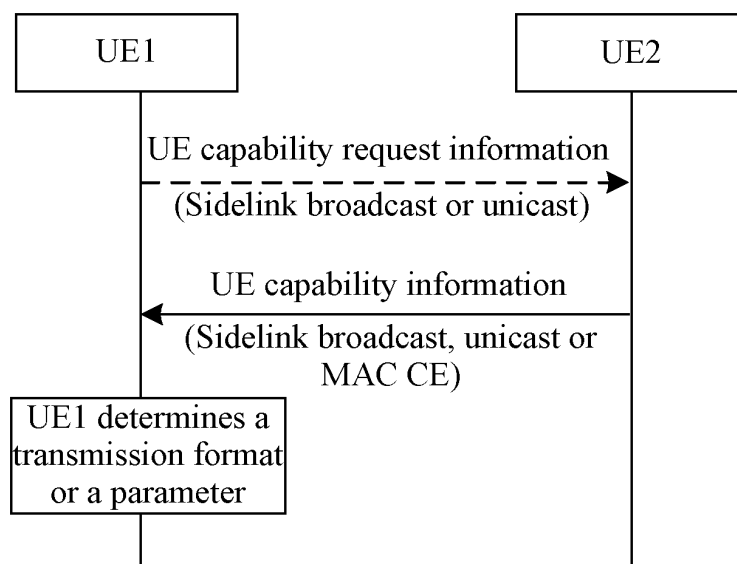 UE1
UE2
UE capability request information
(Sidelink broadcast or unicast)
UE capability information
(Sidelink broadcast, unicast or
MAC CE)
UE1 determines a
transmission format
or a parameter